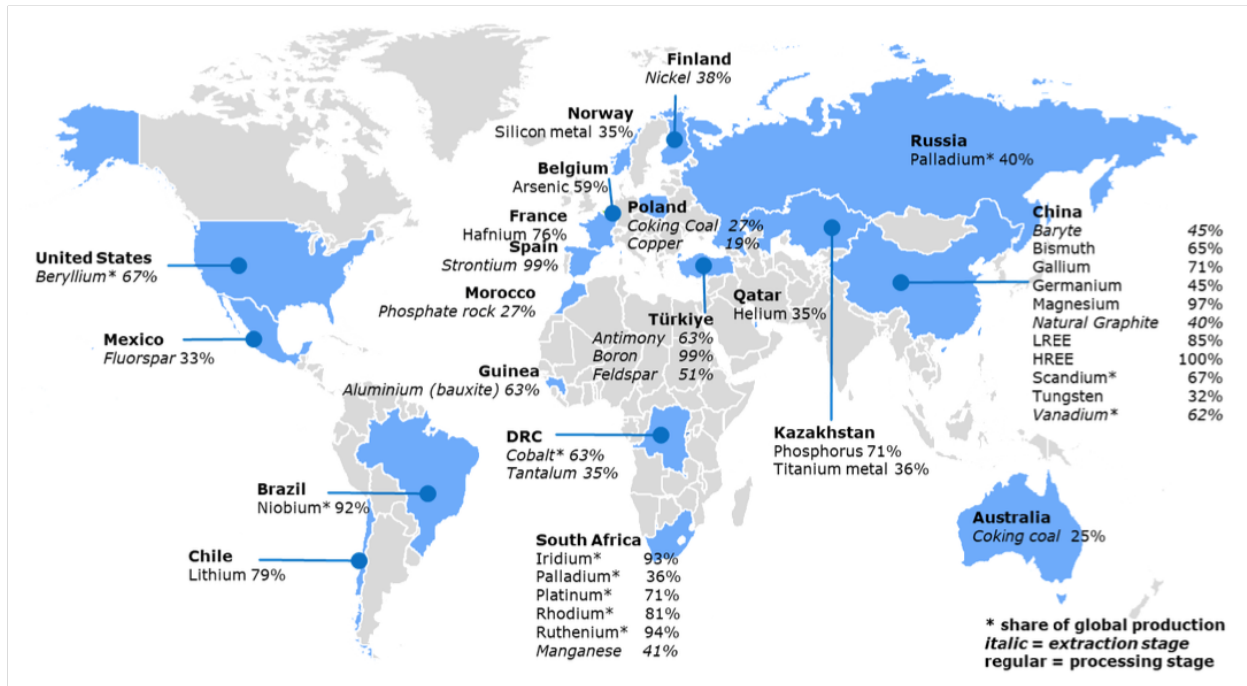 Finland
Nickel 38%
Norway
Silicon metal 35%
Belgium
Arsenic 59%
France
Hafnium 76%
Spain
Strontium 99%
Poland
Coking Coal 27%
Copper 19%
Russia
Palladium* 40%
China
Baryte 45%
Bismuth 65%
Gallium 71%
Germanium 45%
Magnesium 97%
Natural Graphite 40%
LREE 85%
HREE 100%
Scandium* 67%
Tungsten 32%
Vanadium* 62%
United States
Beryllium* 67%
Morocco
Phosphate rock 27%
Qatar
Helium 35%
Türkiye
Antimony 63%
Boron 99%
Feldspar 51%
Mexico
Fluorspar 33%
Guinea
Aluminium (bauxite) 63%
DRC
Cobalt* 63%
Tantalum 35%
Kazakhstan
Phosphorus 71%
Titanium metal 36%
Brazil
Niobium* 92%
Chile
Lithium 79%
South Africa
Iridium* 93%
Palladium* 36%
Platinum* 71%
Rhodium* 81%
Ruthenium* 94%
Manganese 41%
Australia
Coking coal 25%
* share of global production
italic = extraction stage
regular = processing stage